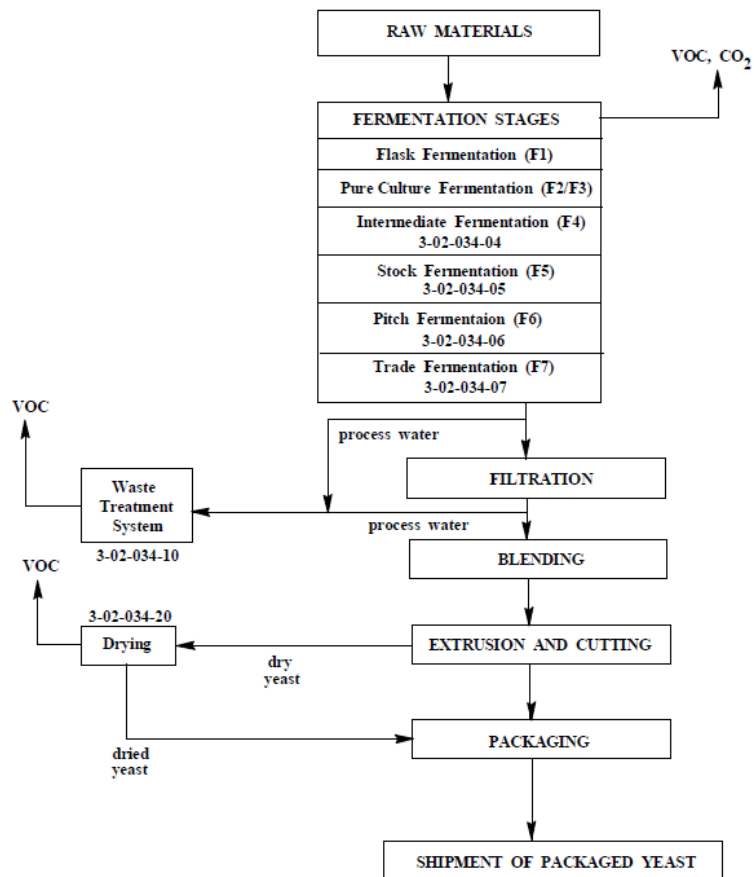 RAW MATERIALS
VOC, CO2
FERMENTATION STAGES
Flask Fermentation (F1)
Pure Culture Fermentation (F2/F3)
Intermediate Fermentation (F4)
3-02-034-04
Stock Fermentation (F5)
3-02-034-05
Pitch Fermentaion (F6)
3-02-034-06
Trade Fermentation (F7)
3-02-034-07
VOC
process water
FILTRATION
Waste
Treatment
System
process water
3-02-034-10
BLENDING
VOC
3-02-034-20
Drying
EXTRUSION AND CUTTING
dry
yeast
PACKAGING
dried
yeast
SHIPMENT OF PACKAGED YEAST